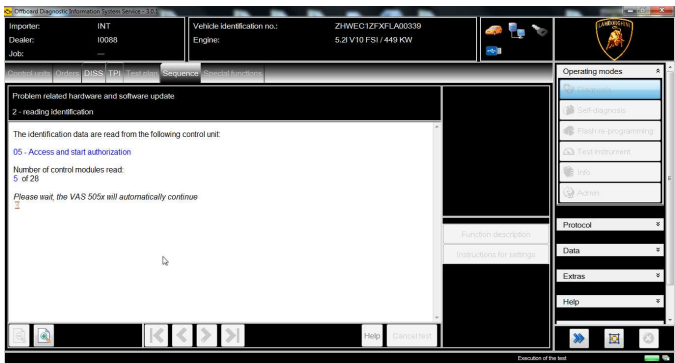 Offboard Diagnostic Information System Service - 3.0.1
Importer: INT Vehicle identification no.: ZHWEC1ZFXFLA00339
Dealer: I0088 Engine: 5.2l V10 FSI / 449 KW
Job: ---
LAMBORGHINI
Control units Orders DISS TPI Test plan Sequence Special functions
Problem related hardware and software update
2 - reading identification
The identification data are read from the following control unit:
05 - Access and start authorization
Number of control modules read:
5 of 28
Please wait, the VAS 505x will automatically continue
Function description
Instructions for settings
Help Cancel test
Operating modes
Diagnosis
Self-diagnosis
Flash re-programming
Test instrument
Info
Admin
Protocol
Data
Extras
Help
Execution of the test